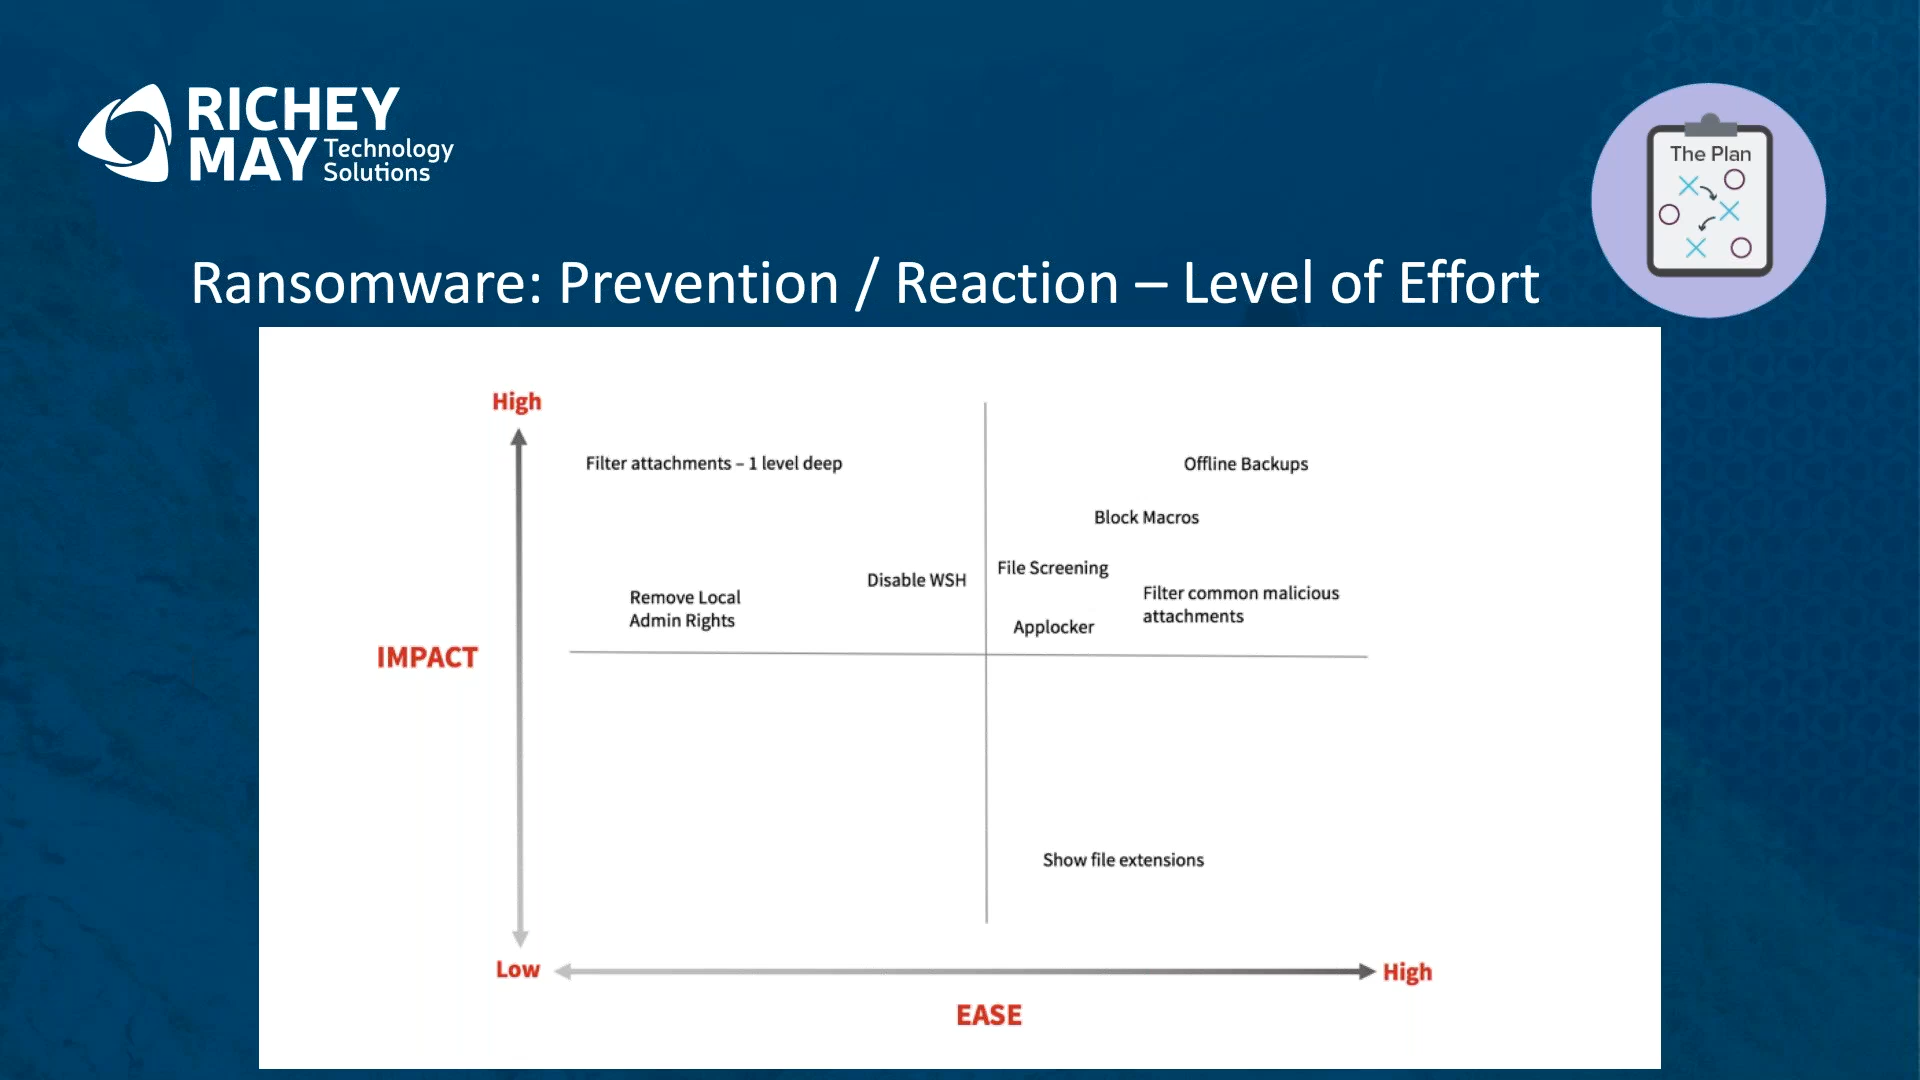 RICHEY
MAY Technology
Solutions
The Plan
Ransomware: Prevention / Reaction – Level of Effort
High
Filter attachments – 1 level deep
Offline Backups
Block Macros
File Screening
Disable WSH
Filter common malicious
attachments
Remove Local
Admin Rights
Applocker
IMPACT
Show file extensions
Low
High
EASE